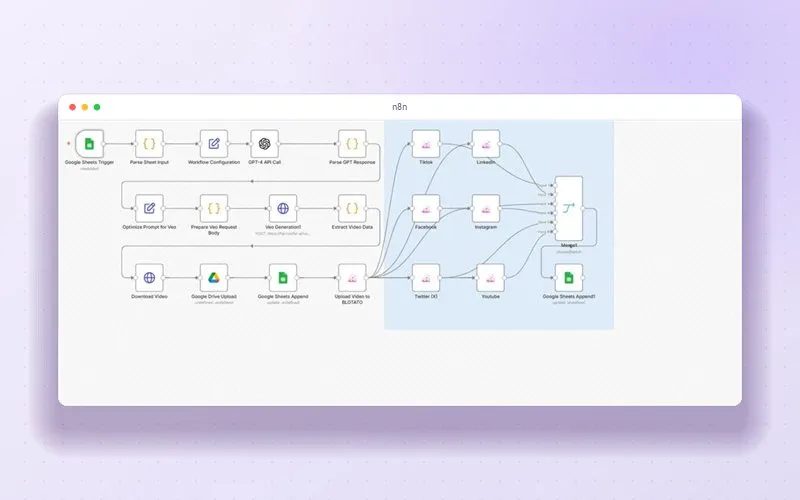 n8n
Google Sheets Trigger
Parse Sheet Input
Workflow Configuration
GPT-4 API Call
Parse GPT Response
Tiktok
LinkedIn
Optimize Prompt for Veo
Prepare Veo Request
Body
Veo Generation1
Extract Video Data
Facebook
Instagram
Merge1
Download Video
Google Drive Upload
Google Sheets Append
Upload Video to
BLOTATO
Twitter (X)
Youtube
Google Sheets Append1